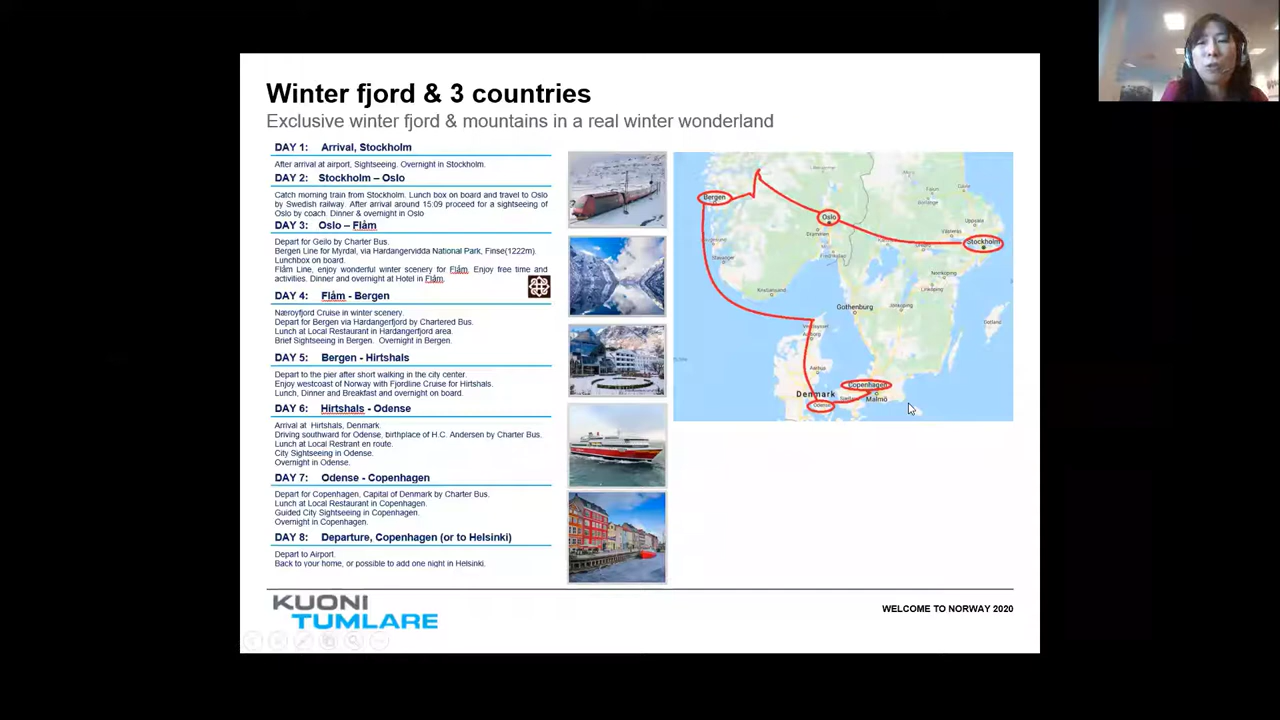 Winter fjord & 3 countries
Exclusive winter fjord & mountains in a real winter wonderland
DAY 1: Arrival, Stockholm
After arrival at airport, Sightseeing. Overnight in Stockholm.
DAY 2: Stockholm – Oslo
Catch morning train from Stockholm. Lunch box on board and travel to Oslo
by Swedish railway. After arrival around 15:09 proceed for a sightseeing of
Oslo by coach. Dinner & overnight in Oslo
DAY 3: Oslo – Flåm
Depart for Geilo by Charter Bus.
Bergen Line for Myrdal, via Hardangervidda National Park, Finse(1222m).
Lunchbox on board.
Flåm Line, enjoy wonderful winter scenery for Flåm. Enjoy free time and
activities. Dinner and overnight at Hotel in Flåm.
DAY 4: Flåm - Bergen
Næroyfjord Cruise in winter scenery.
Depart for Bergen via Hardangerfjord by Chartered Bus.
Lunch at Local Restaurant in Hardangerfjord area.
Brief Sightseeing in Bergen. Overnight in Bergen.
DAY 5: Bergen - Hirtshals
Depart to the pier after short walking in the city center.
Enjoy westcoast of Norway with Fjordline Cruise for Hirtshals.
Lunch, Dinner and Breakfast and overnight on board.
DAY 6: Hirtshals - Odense
Arrival at Hirtshals, Denmark.
Driving southward for Odense, birthplace of H.C. Andersen by Charter Bus.
Lunch at Local Restrant en route.
City Sightseeing in Odense.
Overnight in Odense.
DAY 7: Odense - Copenhagen
Depart for Copenhagen, Capital of Denmark by Charter Bus.
Lunch at Local Restaurant in Copenhagen.
Guided City Sightseeing in Copenhagen.
Overnight in Copenhagen.
DAY 8: Departure, Copenhagen (or to Helsinki)
Depart to Airport.
Back to your home, or possible to add one night in Helsinki.
Bergen
Oslo
Stockholm
Uppsala
Drammen
Stavanger
Norrköping
Linköping
Gothenburg
Jönköping
Aalborg
Aarhus
Copenhagen
Denmark
Odense
Malmö
KUONI
TUMLARE
WELCOME TO NORWAY 2020